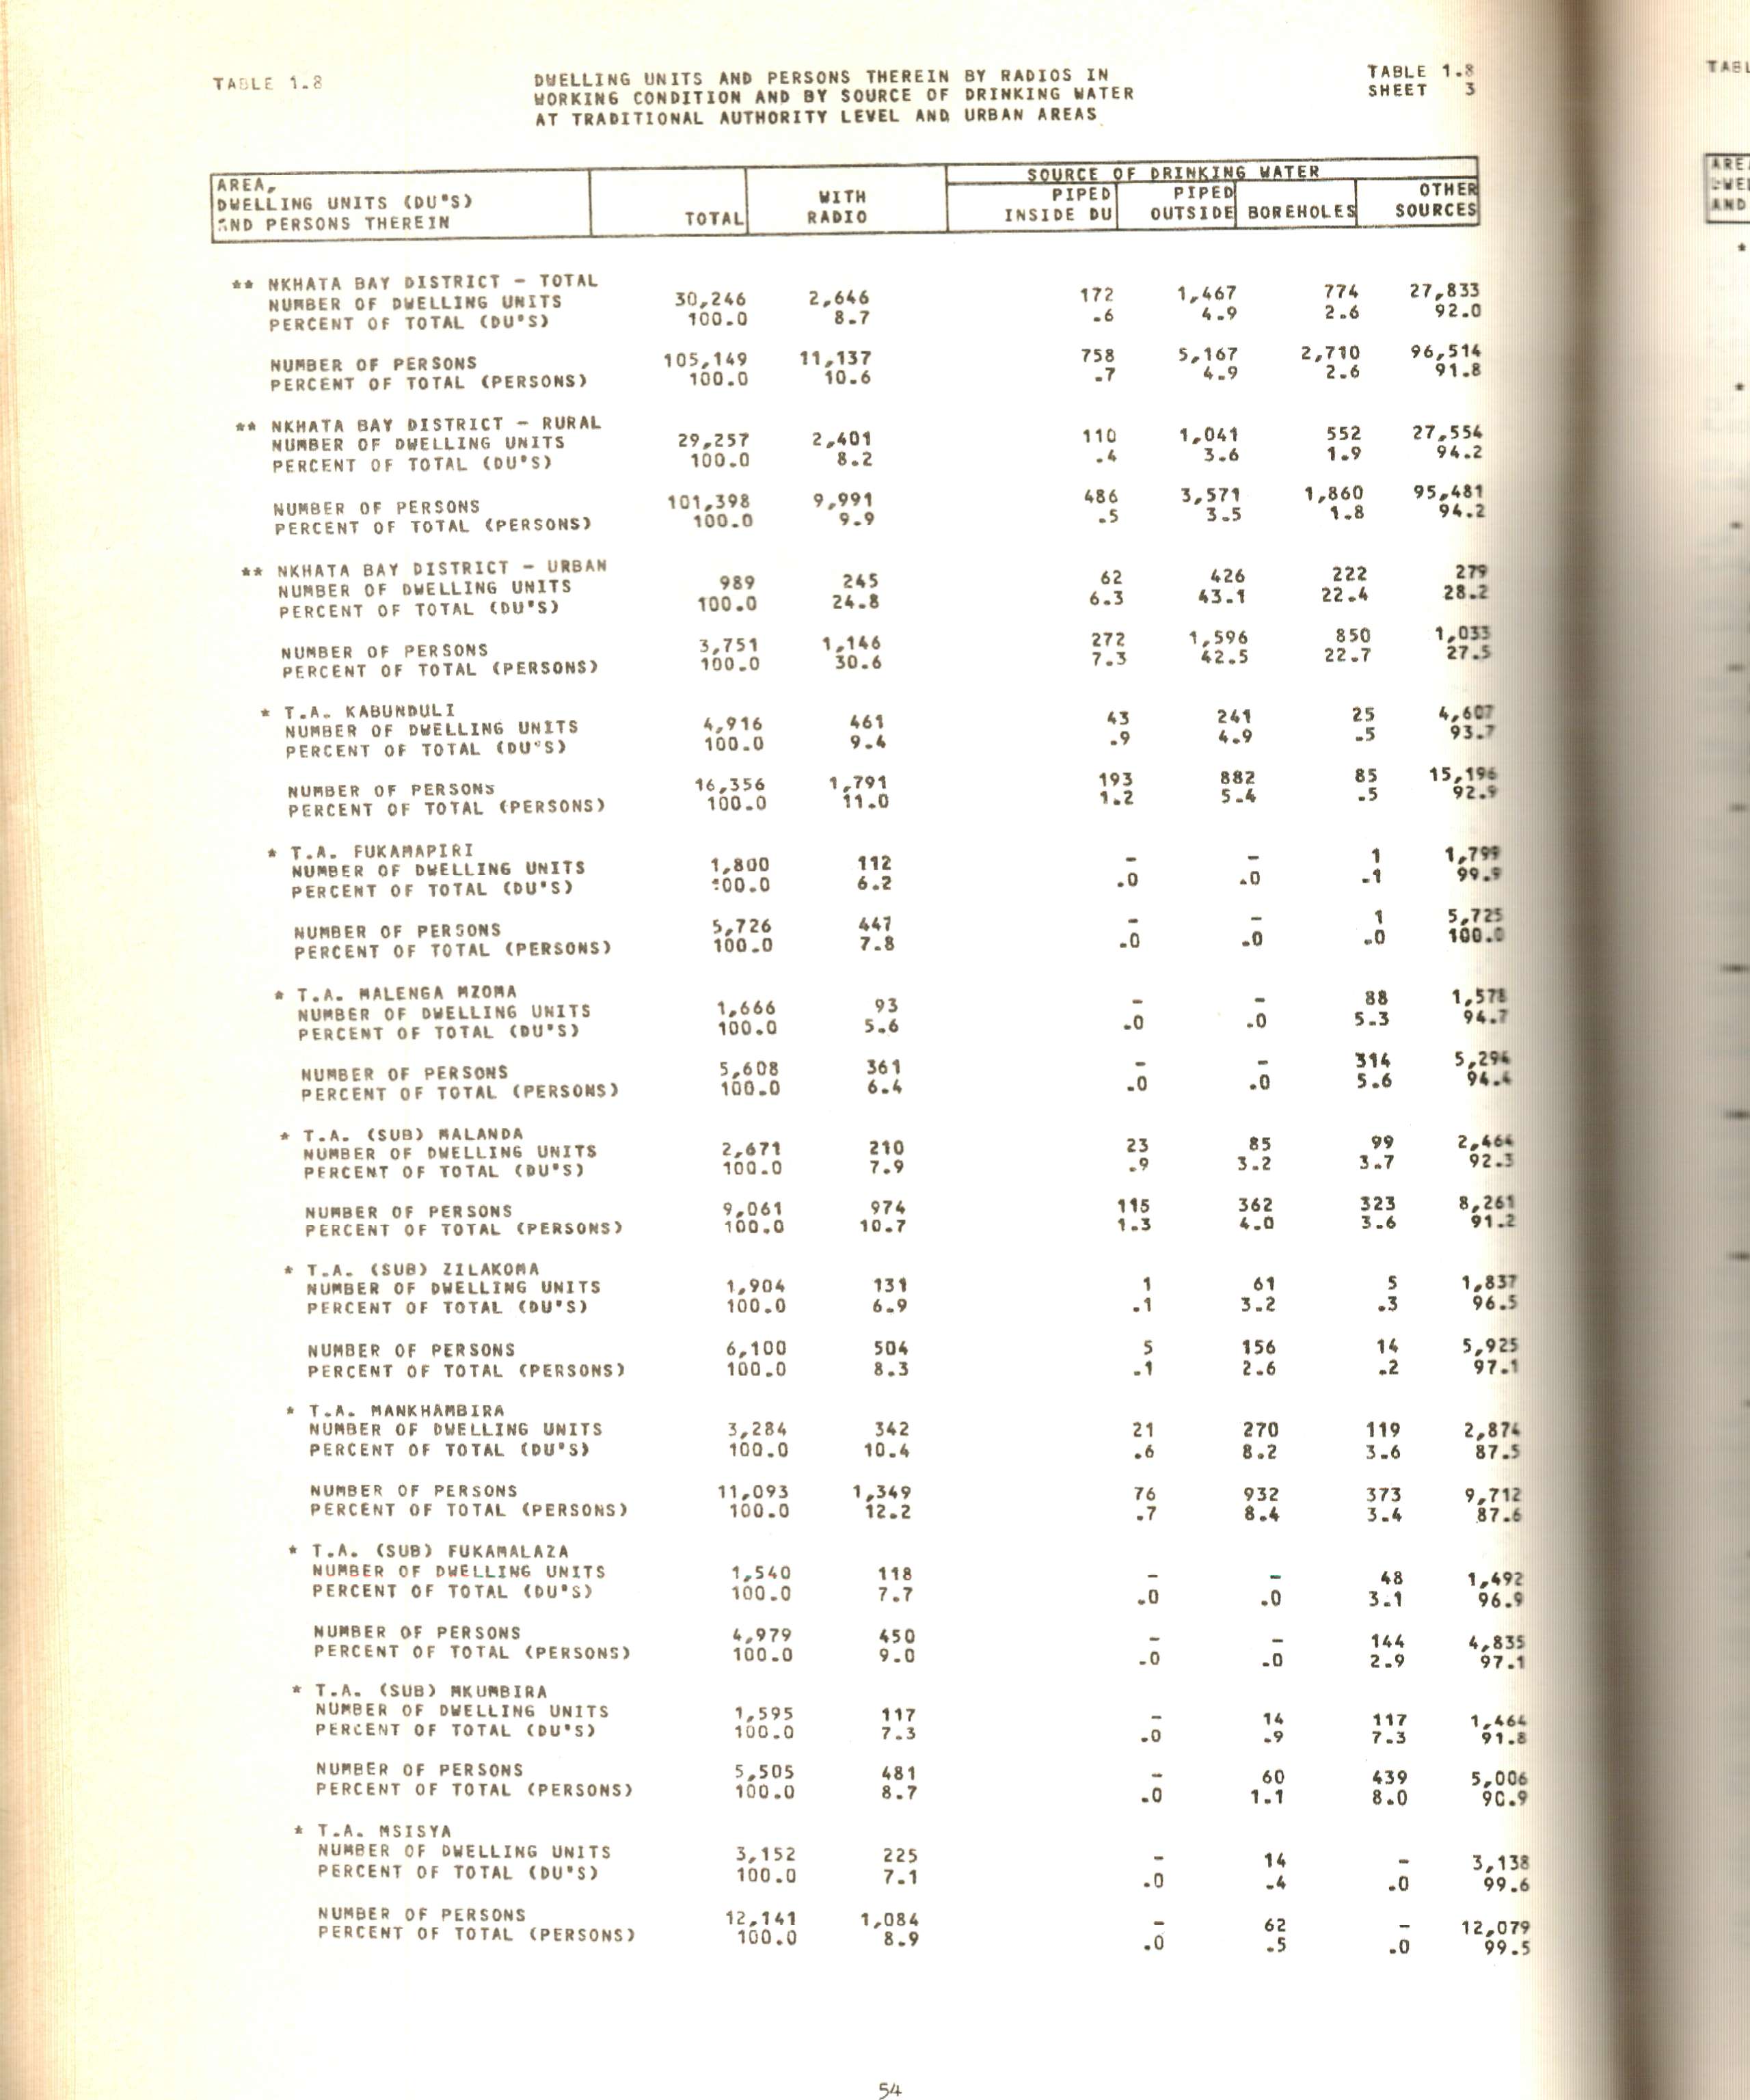 TABLE 1.8
DWELLING UNITS AND PERSONS THEREIN BY RADIOS IN
WORKING CONDITION AND BY SOURCE OF DRINKING WATER
AT TRADITIONAL AUTHORITY LEVEL AND URBAN AREAS
TABLE 1.8
SHEET 3
AREA,
DWELLING UNITS (DU'S)
AND PERSONS THEREIN
TOTAL
WITH
RADIO
SOURCE OF DRINKING WATER
PIPED
INSIDE DU
PIPED
OUTSIDE
BOREHOLES
OTHER
SOURCES
** NKHATA BAY DISTRICT - TOTAL
NUMBER OF DWELLING UNITS 30,246 2,646 172 1,467 774 27,833
PERCENT OF TOTAL (DU'S) 100.0 8.7 .6 4.9 2.6 92.0
NUMBER OF PERSONS 105,149 11,137 758 5,167 2,710 96,514
PERCENT OF TOTAL (PERSONS) 100.0 10.6 .7 4.9 2.6 91.8
** NKHATA BAY DISTRICT - RURAL
NUMBER OF DWELLING UNITS 29,257 2,401 110 1,041 552 27,554
PERCENT OF TOTAL (DU'S) 100.0 8.2 .4 3.6 1.9 94.2
NUMBER OF PERSONS 101,398 9,991 486 3,571 1,860 95,481
PERCENT OF TOTAL (PERSONS) 100.0 9.9 .5 3.5 1.8 94.2
** NKHATA BAY DISTRICT - URBAN
NUMBER OF DWELLING UNITS 989 245 62 426 222 279
PERCENT OF TOTAL (DU'S) 100.0 24.8 6.3 43.1 22.4 28.2
NUMBER OF PERSONS 3,751 1,146 272 1,596 850 1,033
PERCENT OF TOTAL (PERSONS) 100.0 30.6 7.3 42.5 22.7 27.5
* T.A. KABUNDULI
NUMBER OF DWELLING UNITS 4,916 461 43 241 25 4,607
PERCENT OF TOTAL (DU'S) 100.0 9.4 .9 4.9 .5 93.7
NUMBER OF PERSONS 16,356 1,791 193 882 85 15,196
PERCENT OF TOTAL (PERSONS) 100.0 11.0 1.2 5.4 .5 92.9
* T.A. FUKAMAPIRI
NUMBER OF DWELLING UNITS 1,800 112 - - 1 1,799
PERCENT OF TOTAL (DU'S) 100.0 6.2 .0 .0 .1 99.9
NUMBER OF PERSONS 5,726 447 - - 1 5,725
PERCENT OF TOTAL (PERSONS) 100.0 7.8 .0 .0 .0 100.0
* T.A. MALENGA MZOMA
NUMBER OF DWELLING UNITS 1,666 93 - - 88 1,578
PERCENT OF TOTAL (DU'S) 100.0 5.6 .0 .0 5.3 94.7
NUMBER OF PERSONS 5,608 361 - - 314 5,294
PERCENT OF TOTAL (PERSONS) 100.0 6.4 .0 .0 5.6 94.4
* T.A. (SUB) MALANDA
NUMBER OF DWELLING UNITS 2,671 210 23 85 99 2,464
PERCENT OF TOTAL (DU'S) 100.0 7.9 .9 3.2 3.7 92.3
NUMBER OF PERSONS 9,061 974 115 362 323 8,261
PERCENT OF TOTAL (PERSONS) 100.0 10.7 1.3 4.0 3.6 91.2
* T.A. (SUB) ZILAKOMA
NUMBER OF DWELLING UNITS 1,904 131 1 61 5 1,837
PERCENT OF TOTAL (DU'S) 100.0 6.9 .1 3.2 .3 96.5
NUMBER OF PERSONS 6,100 504 5 156 14 5,925
PERCENT OF TOTAL (PERSONS) 100.0 8.3 .1 2.6 .2 97.1
* T.A. MANKHAMBIRA
NUMBER OF DWELLING UNITS 3,284 342 21 270 119 2,874
PERCENT OF TOTAL (DU'S) 100.0 10.4 .6 8.2 3.6 87.5
NUMBER OF PERSONS 11,093 1,349 76 932 373 9,712
PERCENT OF TOTAL (PERSONS) 100.0 12.2 .7 8.4 3.4 87.6
* T.A. (SUB) FUKAMALAZA
NUMBER OF DWELLING UNITS 1,540 118 - - 48 1,492
PERCENT OF TOTAL (DU'S) 100.0 7.7 .0 .0 3.1 96.9
NUMBER OF PERSONS 4,979 450 - - 144 4,835
PERCENT OF TOTAL (PERSONS) 100.0 9.0 .0 .0 2.9 97.1
* T.A. (SUB) MKUMBIRA
NUMBER OF DWELLING UNITS 1,595 117 - 14 117 1,464
PERCENT OF TOTAL (DU'S) 100.0 7.3 .0 .9 7.3 91.8
NUMBER OF PERSONS 5,505 481 - 60 439 5,006
PERCENT OF TOTAL (PERSONS) 100.0 8.7 .0 1.1 8.0 90.9
* T.A. MSISYA
NUMBER OF DWELLING UNITS 3,152 225 - 14 - 3,138
PERCENT OF TOTAL (DU'S) 100.0 7.1 .0 .4 .0 99.6
NUMBER OF PERSONS 12,141 1,084 - 62 - 12,079
PERCENT OF TOTAL (PERSONS) 100.0 8.9 .0 .5 .0 99.5
54